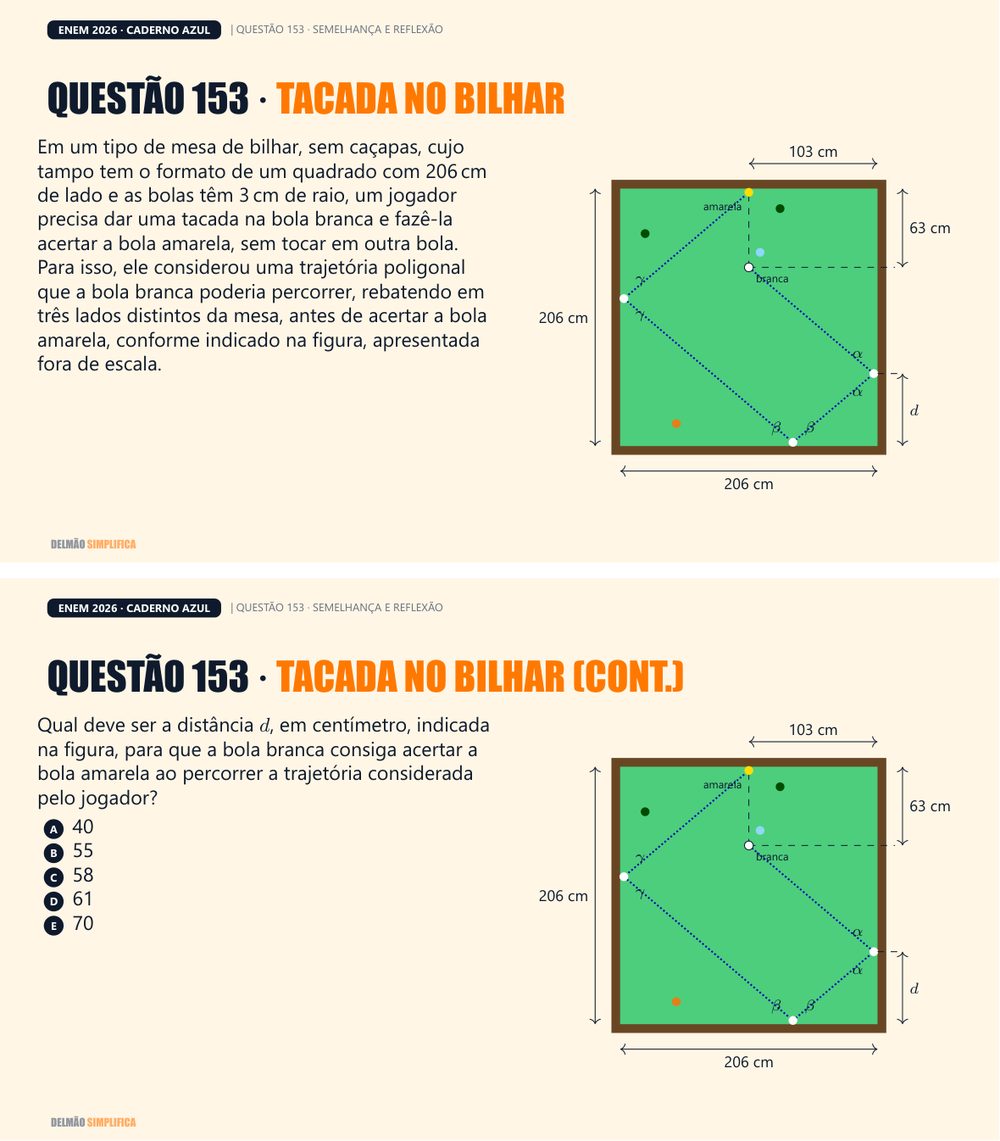 ENEM 2026 · CADERNO AZUL | QUESTÃO 153 · SEMELHANÇA E REFLEXÃO
QUESTÃO 153 · TACADA NO BILHAR
Em um tipo de mesa de bilhar, sem caçapas, cujo
tampo tem o formato de um quadrado com 206 cm
de lado e as bolas têm 3 cm de raio, um jogador
precisa dar uma tacada na bola branca e fazê-la
acertar a bola amarela, sem tocar em outra bola.
Para isso, ele considerou uma trajetória poligonal
que a bola branca poderia percorrer, rebatendo em
três lados distintos da mesa, antes de acertar a bola
amarela, conforme indicado na figura, apresentada
fora de escala.
103 cm
amarela
63 cm
branca
γ
γ
206 cm
α
α
d
β β
206 cm
DELMÃO SIMPLIFICA
ENEM 2026 · CADERNO AZUL | QUESTÃO 153 · SEMELHANÇA E REFLEXÃO
QUESTÃO 153 · TACADA NO BILHAR (CONT.)
Qual deve ser a distância d, em centímetro, indicada
na figura, para que a bola branca consiga acertar a
bola amarela ao percorrer a trajetória considerada
pelo jogador?
A 40
B 55
C 58
D 61
E 70
103 cm
amarela
63 cm
branca
γ
γ
206 cm
α
α
d
β β
206 cm
DELMÃO SIMPLIFICA